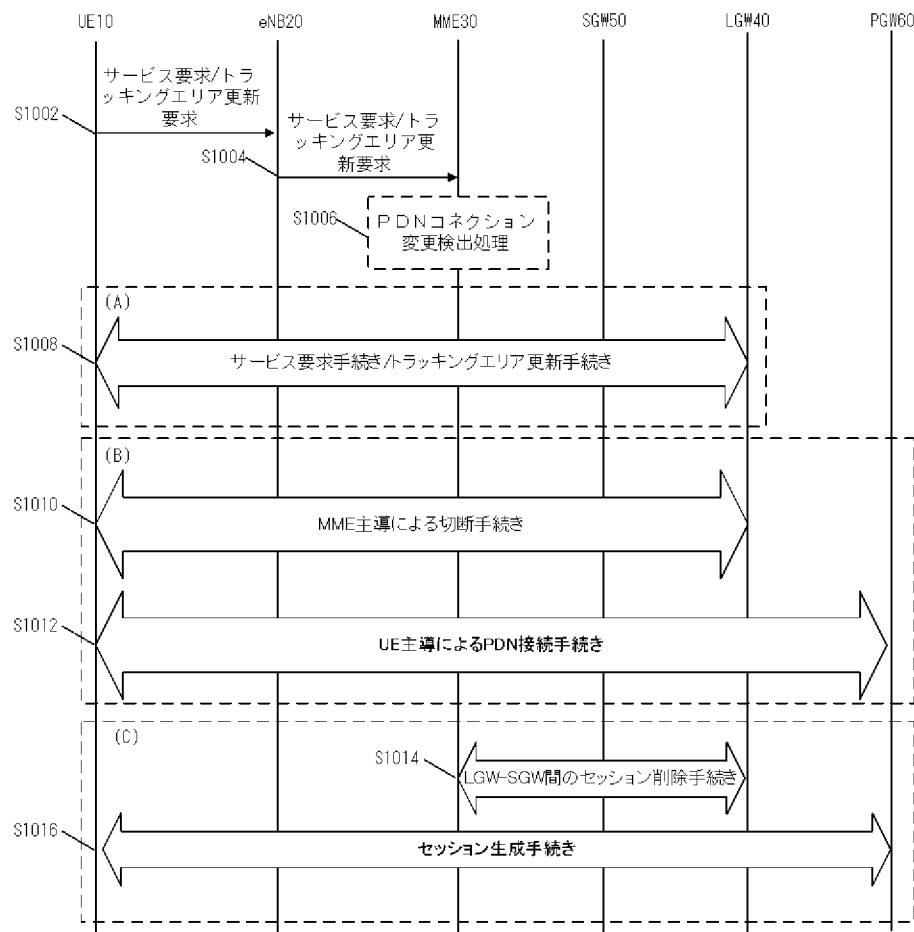 UE10 eNB20 MME30 SGW50 LGW40 PGW60
サービス要求/トラ
ッキングエリア更新
要求
S1002
サービス要求/トラ
ッキングエリア更
新要求
S1004
S1006
ＰＤＮコネクション
変更検出処理
(A)
S1008
サービス要求手続き/トラッキングエリア更新手続き
(B)
S1010
MME主導による切断手続き
S1012
UE主導によるPDN接続手続き
(C)
S1014
LGW-SGW間のセッション削除手続き
S1016
セッション生成手続き